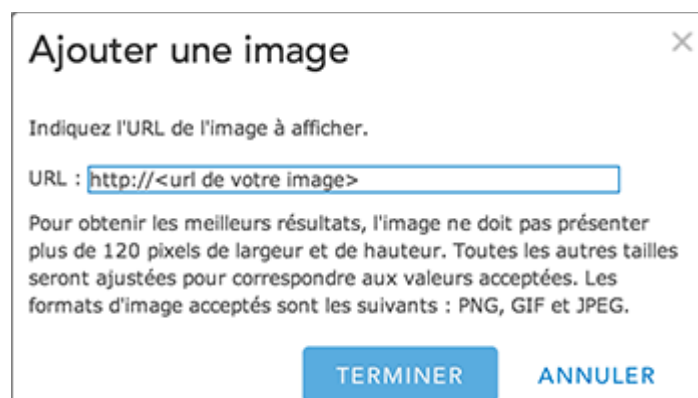 Ajouter une image
Indiquez l'URL de l'image à afficher.
URL : http://<url de votre image>
Pour obtenir les meilleurs résultats, l'image ne doit pas présenter
plus de 120 pixels de largeur et de hauteur. Toutes les autres tailles
seront ajustées pour correspondre aux valeurs acceptées. Les
formats d'image acceptés sont les suivants : PNG, GIF et JPEG.
TERMINER ANNULER